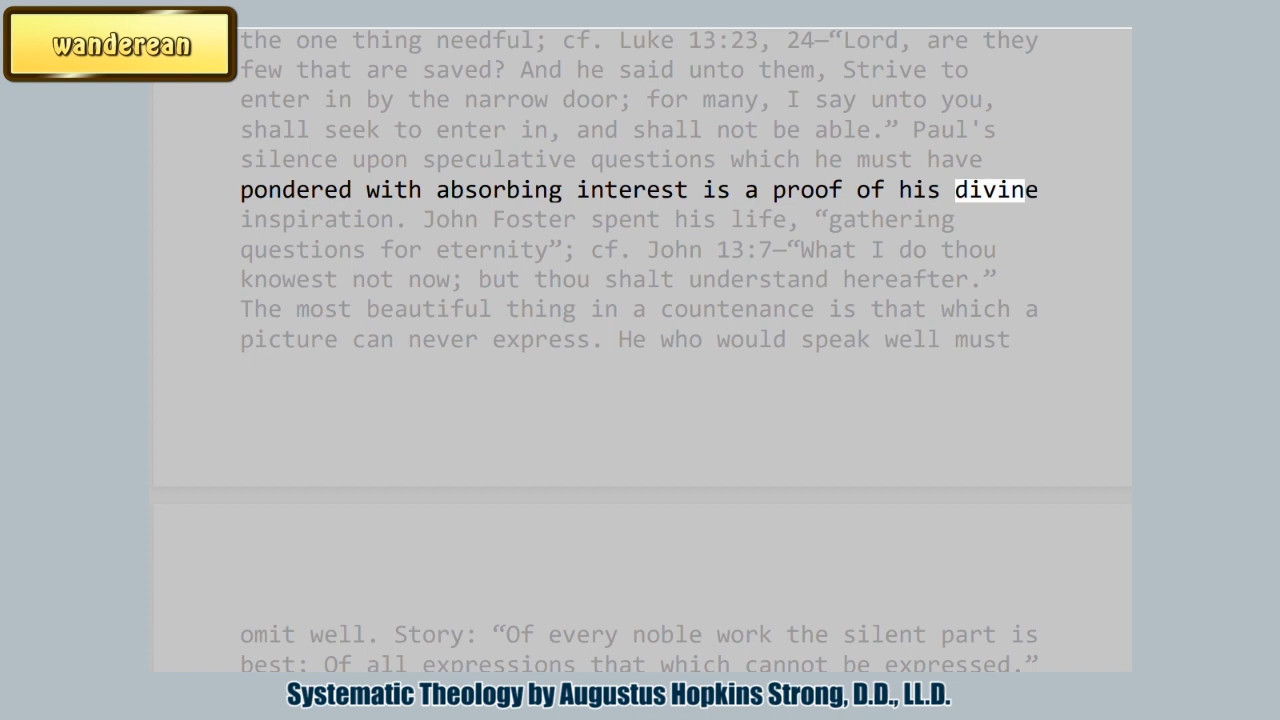 wanderean
the one thing needful; cf. Luke 13:23, 24—“Lord, are they
few that are saved? And he said unto them, Strive to
enter in by the narrow door; for many, I say unto you,
shall seek to enter in, and shall not be able.” Paul's
silence upon speculative questions which he must have
pondered with absorbing interest is a proof of his divine
inspiration. John Foster spent his life, “gathering
questions for eternity”; cf. John 13:7—“What I do thou
knowest not now; but thou shalt understand hereafter.”
The most beautiful thing in a countenance is that which a
picture can never express. He who would speak well must
omit well. Story: “Of every noble work the silent part is
best; Of all expressions that which cannot be expressed.”
Systematic Theology by Augustus Hopkins Strong, D.D., LL.D.